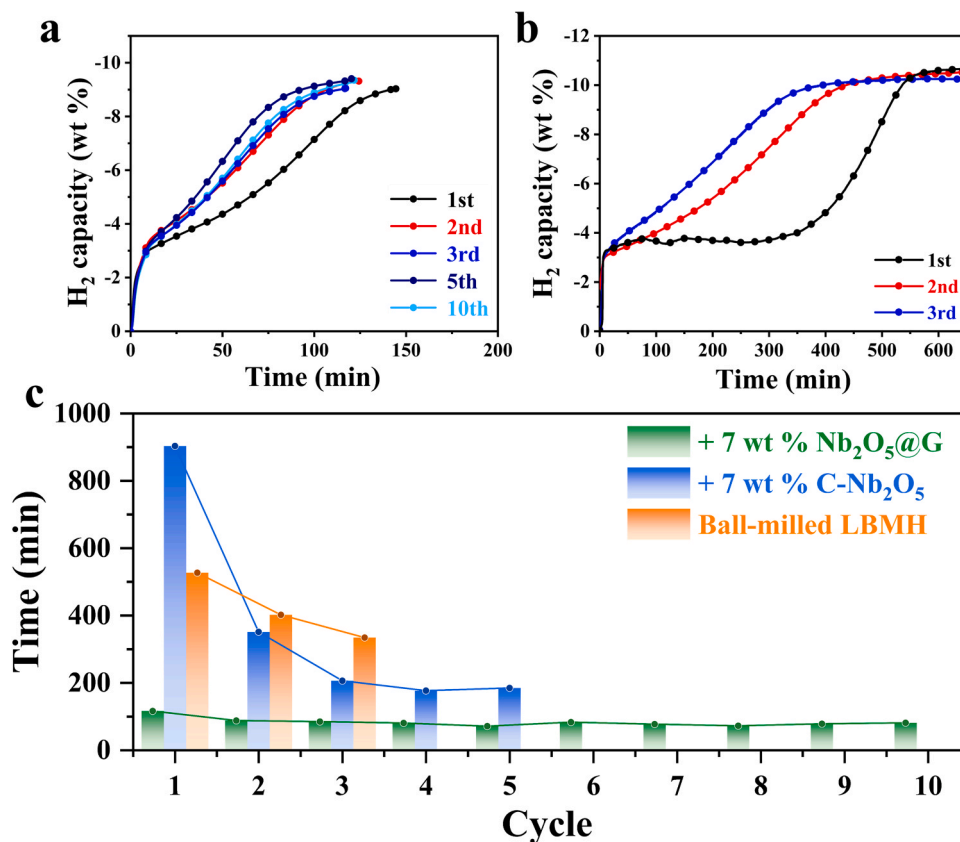 a
H₂ capacity (wt %)
-10
-8
-6
-4
-2
0
0 50 100 150 200
Time (min)
1st
2nd
3rd
5th
10th
b
H₂ capacity (wt %)
-12
-10
-8
-6
-4
-2
0
0 100 200 300 400 500 600
Time (min)
1st
2nd
3rd
c
Time (min)
1000
800
600
400
200
0
1 2 3 4 5 6 7 8 9 10
Cycle
+ 7 wt % Nb₂O₅@G
+ 7 wt % C-Nb₂O₅
Ball-milled LBMH